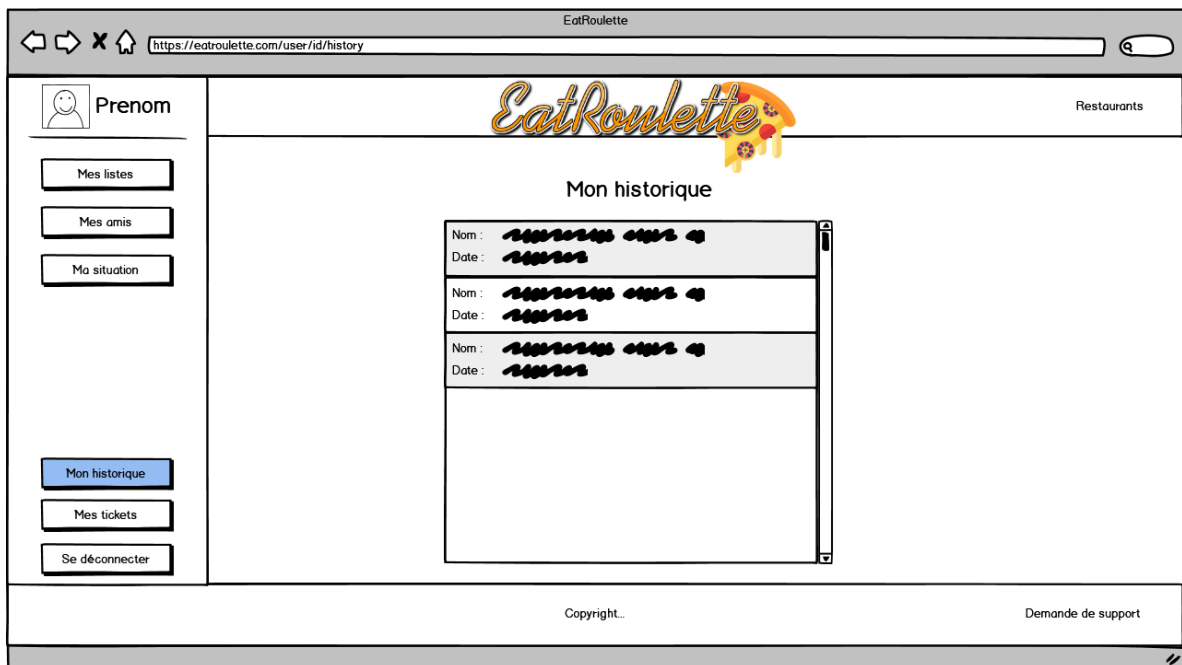 EatRoulette
https://eatroulette.com/user/id/history
Prenom
EatRoulette
Restaurants
Mes listes
Mes amis
Ma situation
Mon historique
Mes tickets
Se déconnecter
Mon historique
Nom :
Date :
Nom :
Date :
Nom :
Date :
Copyright...
Demande de support